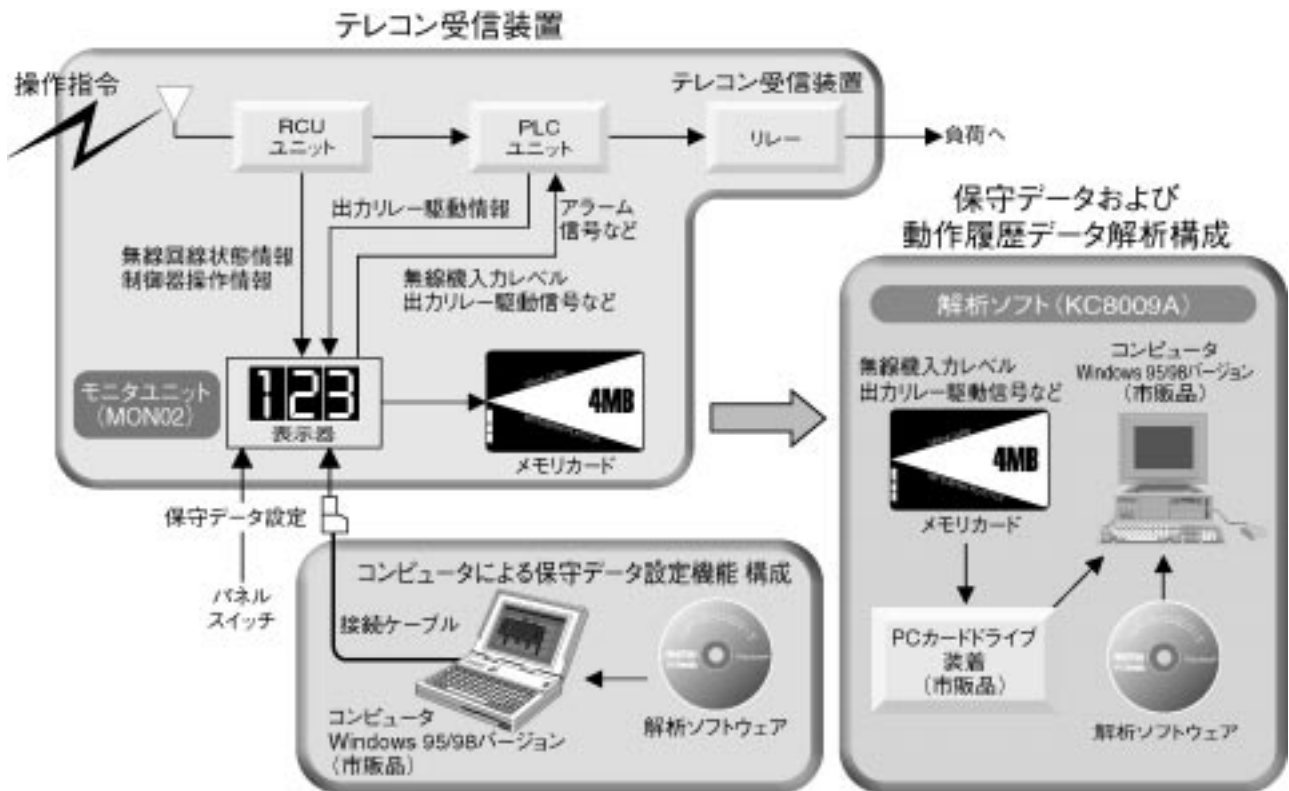 テレコン受信装置
操作指令
テレコン受信装置
RCU
ユニット
PLC
ユニット
リレー
負荷へ
出力リレー駆動情報
アラーム
信号など
無線回線状態情報
制御器操作情報
無線機入力レベル
出力リレー駆動信号など
モニタユニット
(MON02)
123
表示器
4MB
メモリカード
保守データ設定
パネル
スイッチ
コンピュータによる保守データ設定機能 構成
接続ケーブル
コンピュータ
Windows 95/98バージョン
(市販品)
解析ソフトウェア
保守データおよび
動作履歴データ解析構成
解析ソフト(KC8009A)
無線機入力レベル
出力リレー駆動信号など
コンピュータ
Windows 95/98バージョン
(市販品)
4MB
メモリカード
PCカードドライブ
装着
(市販品)
解析ソフトウェア